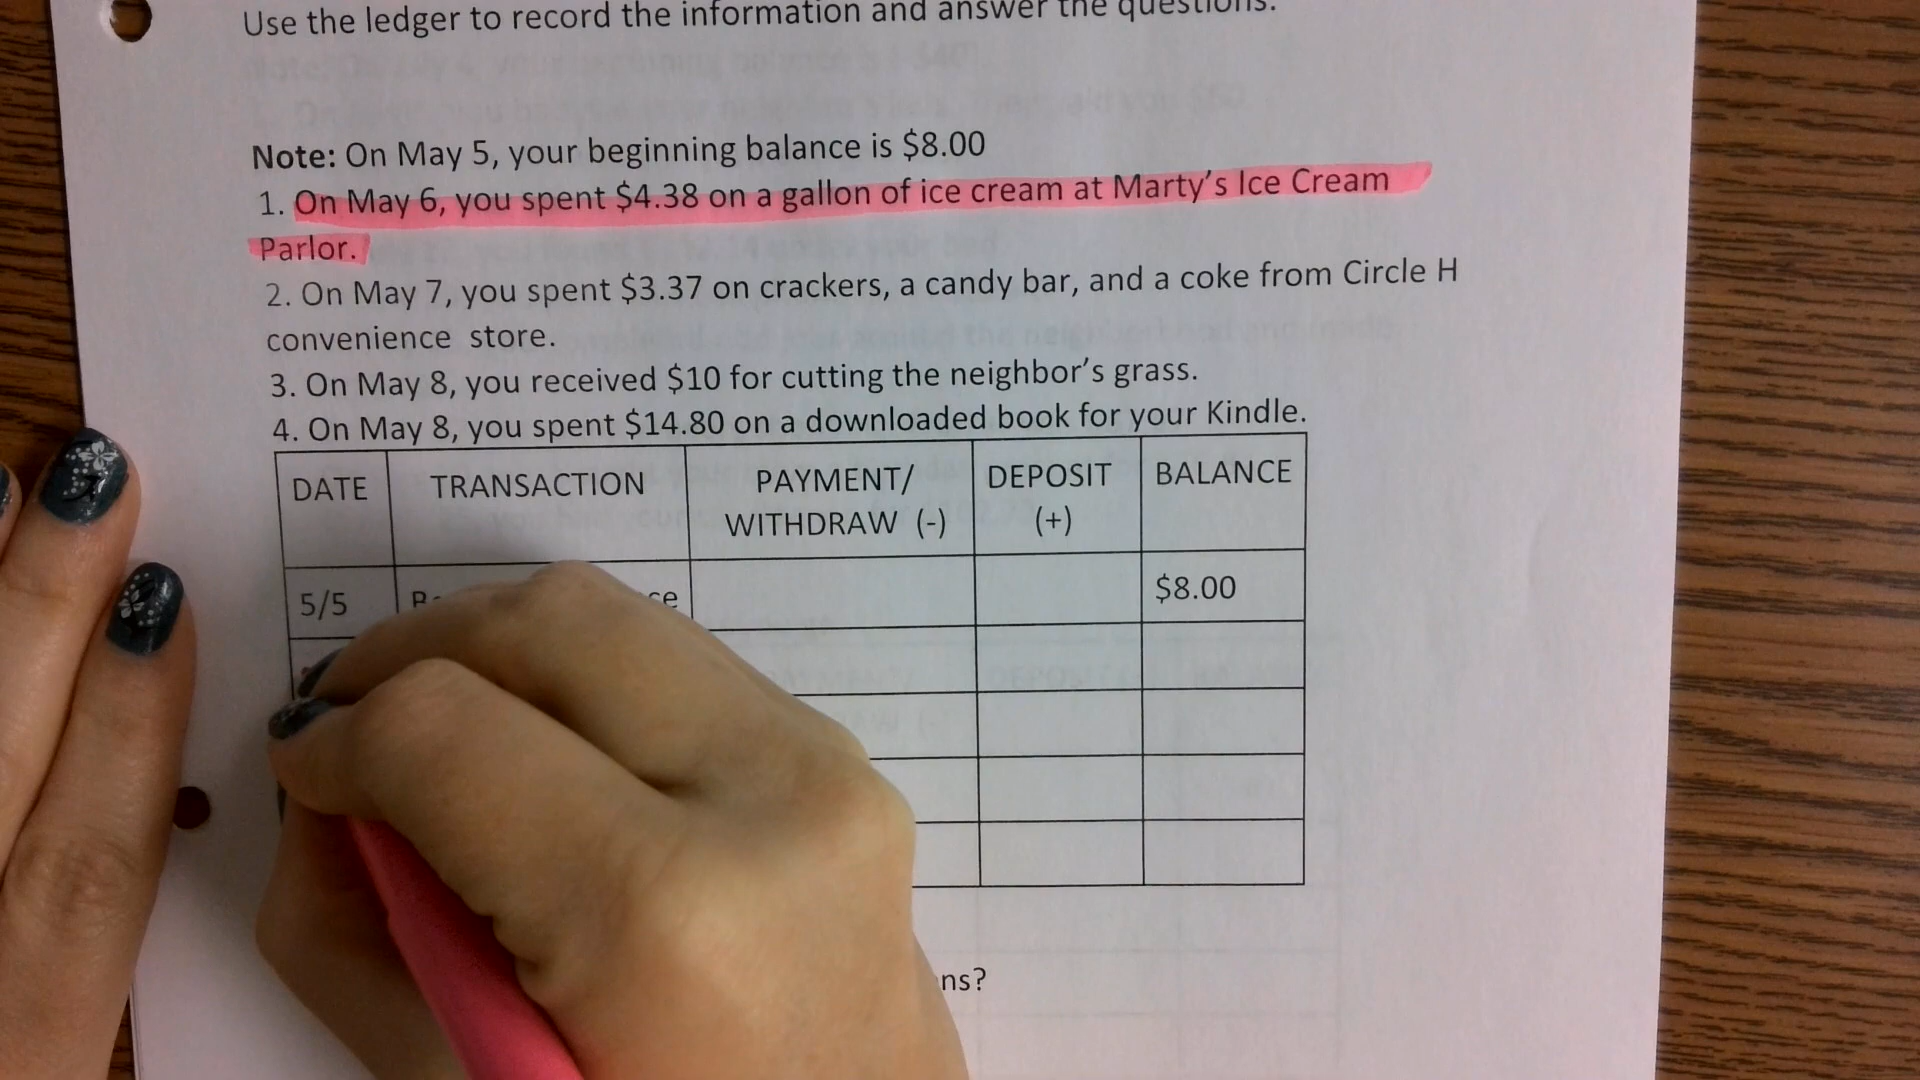 Use the ledger to record the information and answer the questions.
Note: On May 5, your beginning balance is $8.00
1. On May 6, you spent $4.38 on a gallon of ice cream at Marty's Ice Cream
Parlor.
2. On May 7, you spent $3.37 on crackers, a candy bar, and a coke from Circle H
convenience store.
3. On May 8, you received $10 for cutting the neighbor's grass.
4. On May 8, you spent $14.80 on a downloaded book for your Kindle.
DATE TRANSACTION PAYMENT/ DEPOSIT BALANCE
WITHDRAW (-) (+)
5/5 $8.00
ns?